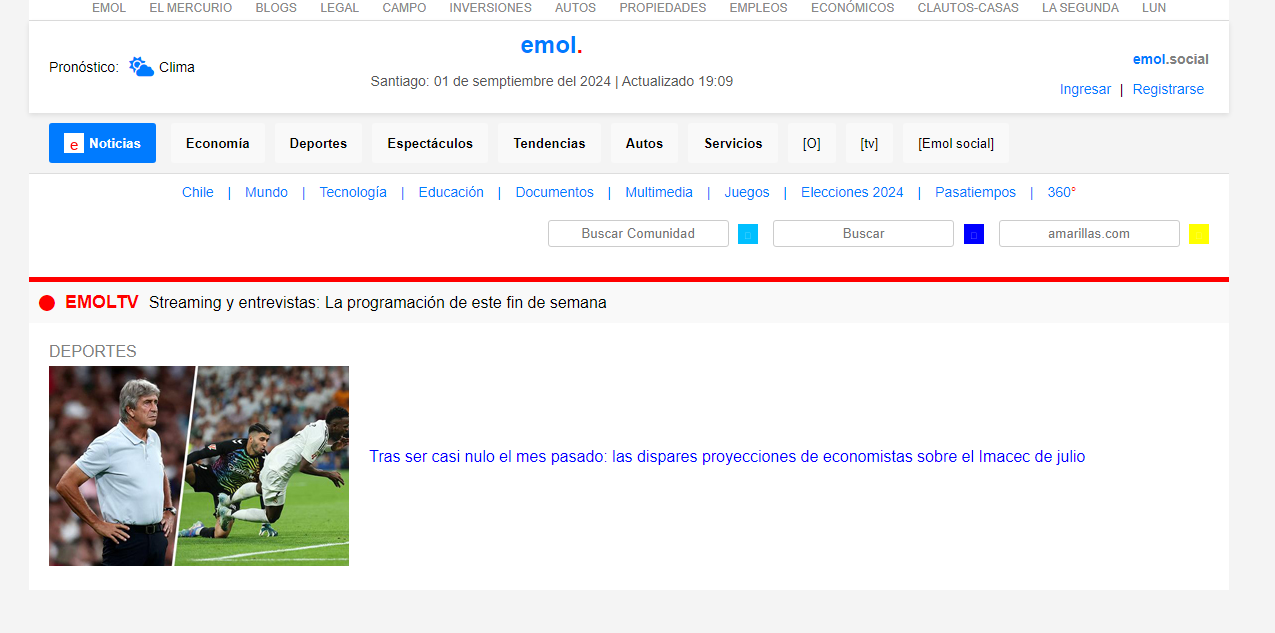 EMOL EL MERCURIO BLOGS LEGAL CAMPO INVERSIONES AUTOS PROPIEDADES EMPLEOS ECONÓMICOS CLAUTOS-CASAS LA SEGUNDA LUN
emol.
Pronóstico: Clima
Santiago: 01 de semptiembre del 2024 | Actualizado 19:09
emol.social
Ingresar | Registrarse
e Noticias Economía Deportes Espectáculos Tendencias Autos Servicios [O] [tv] [Emol social]
Chile | Mundo | Tecnología | Educación | Documentos | Multimedia | Juegos | Elecciones 2024 | Pasatiempos | 360°
Buscar Comunidad Buscar amarillas.com
EMOLTV Streaming y entrevistas: La programación de este fin de semana
DEPORTES
Tras ser casi nulo el mes pasado: las dispares proyecciones de economistas sobre el Imacec de julio